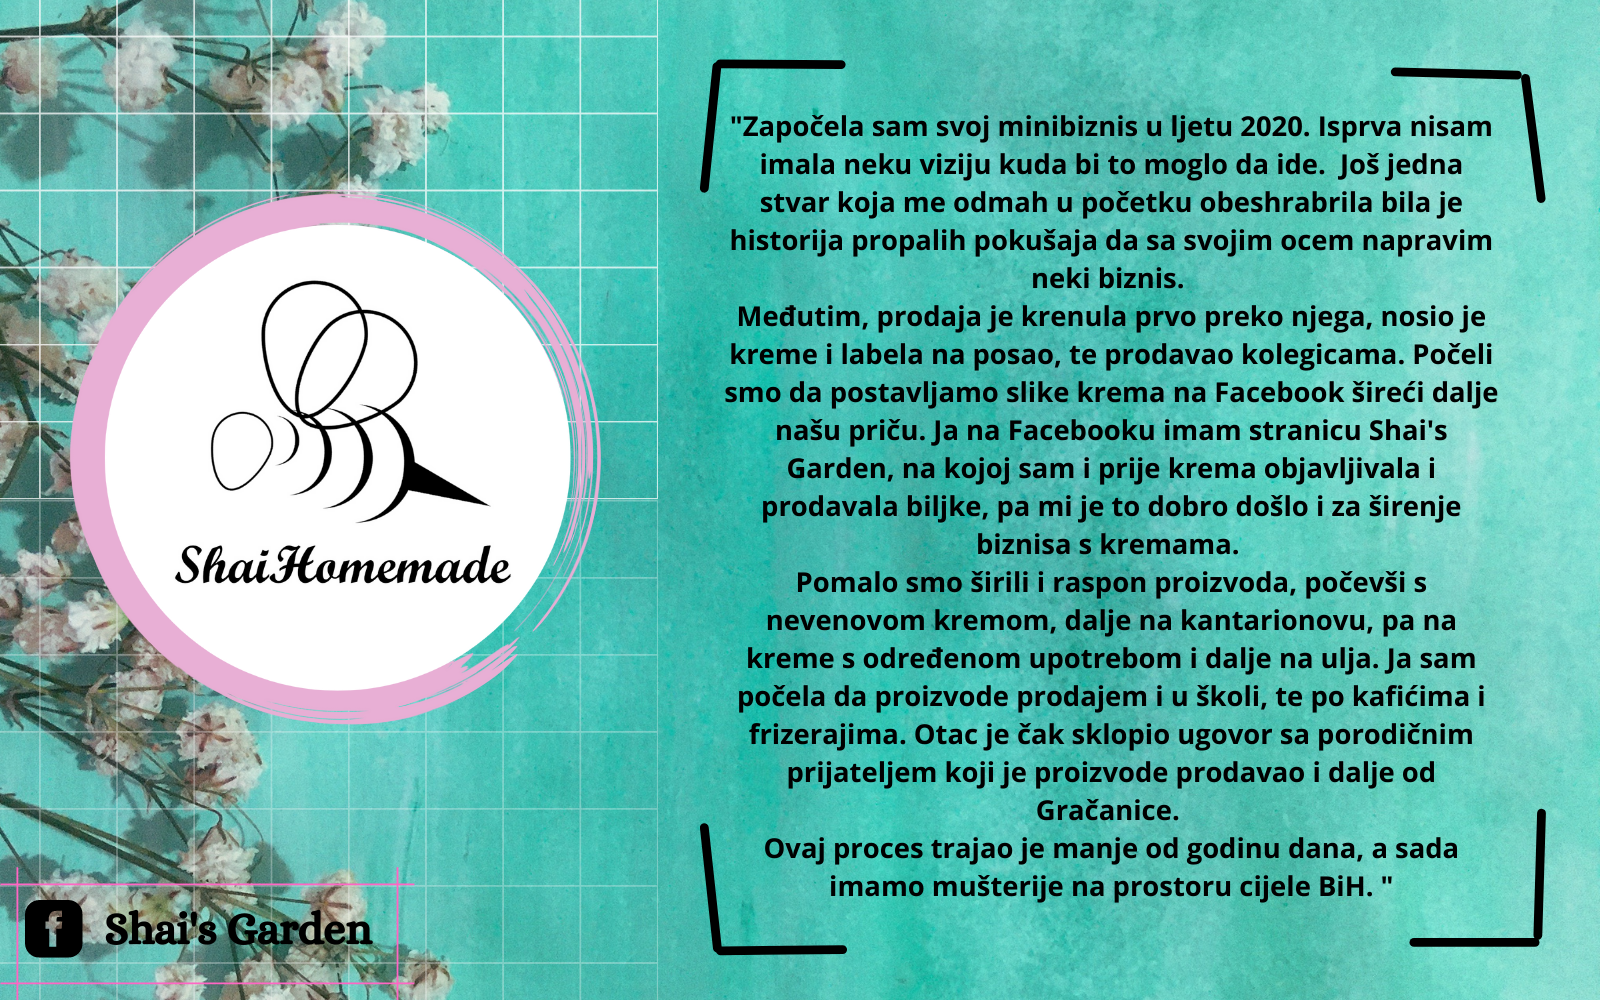 ShaiHomemade
Shai's Garden
"Započela sam svoj minibiznis u ljetu 2020. Isprva nisam
imala neku viziju kuda bi to moglo da ide.  Još jedna
stvar koja me odmah u početku obeshrabrila bila je
historija propalih pokušaja da sa svojim ocem napravim
neki biznis.
Međutim, prodaja je krenula prvo preko njega, nosio je
kreme i labela na posao, te prodavao kolegicama. Počeli
smo da postavljamo slike krema na Facebook šireći dalje
našu priču. Ja na Facebooku imam stranicu Shai's
Garden, na kojoj sam i prije krema objavljivala i
prodavala biljke, pa mi je to dobro došlo i za širenje
biznisa s kremama.
Pomalo smo širili i raspon proizvoda, počevši s
nevenovom kremom, dalje na kantarionovu, pa na
kreme s određenom upotrebom i dalje na ulja. Ja sam
počela da proizvode prodajem i u školi, te po kafićima i
frizerajima. Otac je čak sklopio ugovor sa porodičnim
prijateljem koji je proizvode prodavao i dalje od
Gračanice.
Ovaj proces trajao je manje od godinu dana, a sada
imamo mušterije na prostoru cijele BiH. "